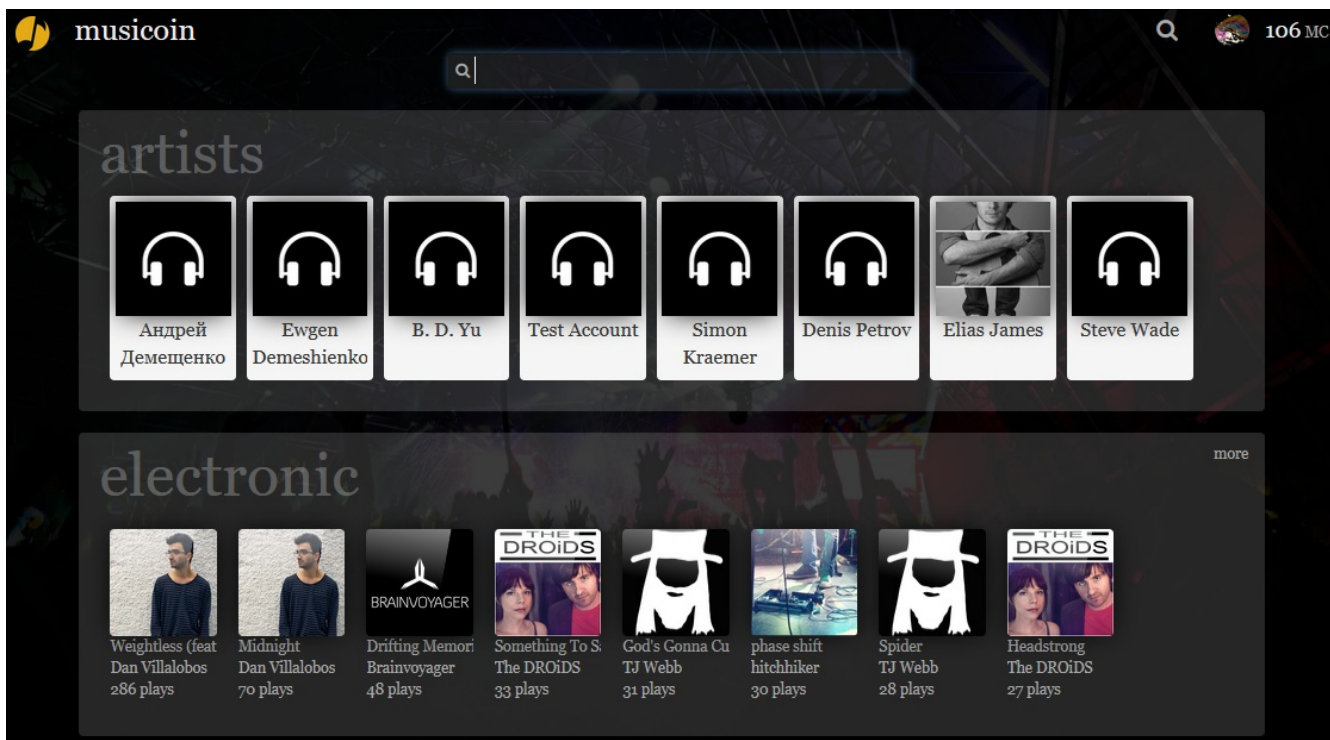 musicoin
106 MC
artists
Андрей
Демещенко
Ewgen
Demeshienko
B. D. Yu
Test Account
Simon
Kraemer
Denis Petrov
Elias James
Steve Wade
electronic
more
THE
DROiDS
THE
DROiDS
BRAINVOYAGER
Weightless (feat
Dan Villalobos
286 plays
Midnight
Dan Villalobos
70 plays
Drifting Memori
Brainvoyager
48 plays
Something To S
The DROiDS
33 plays
God's Gonna Cu
TJ Webb
31 plays
phase shift
hitchhiker
30 plays
Spider
TJ Webb
28 plays
Headstrong
The DROiDS
27 plays